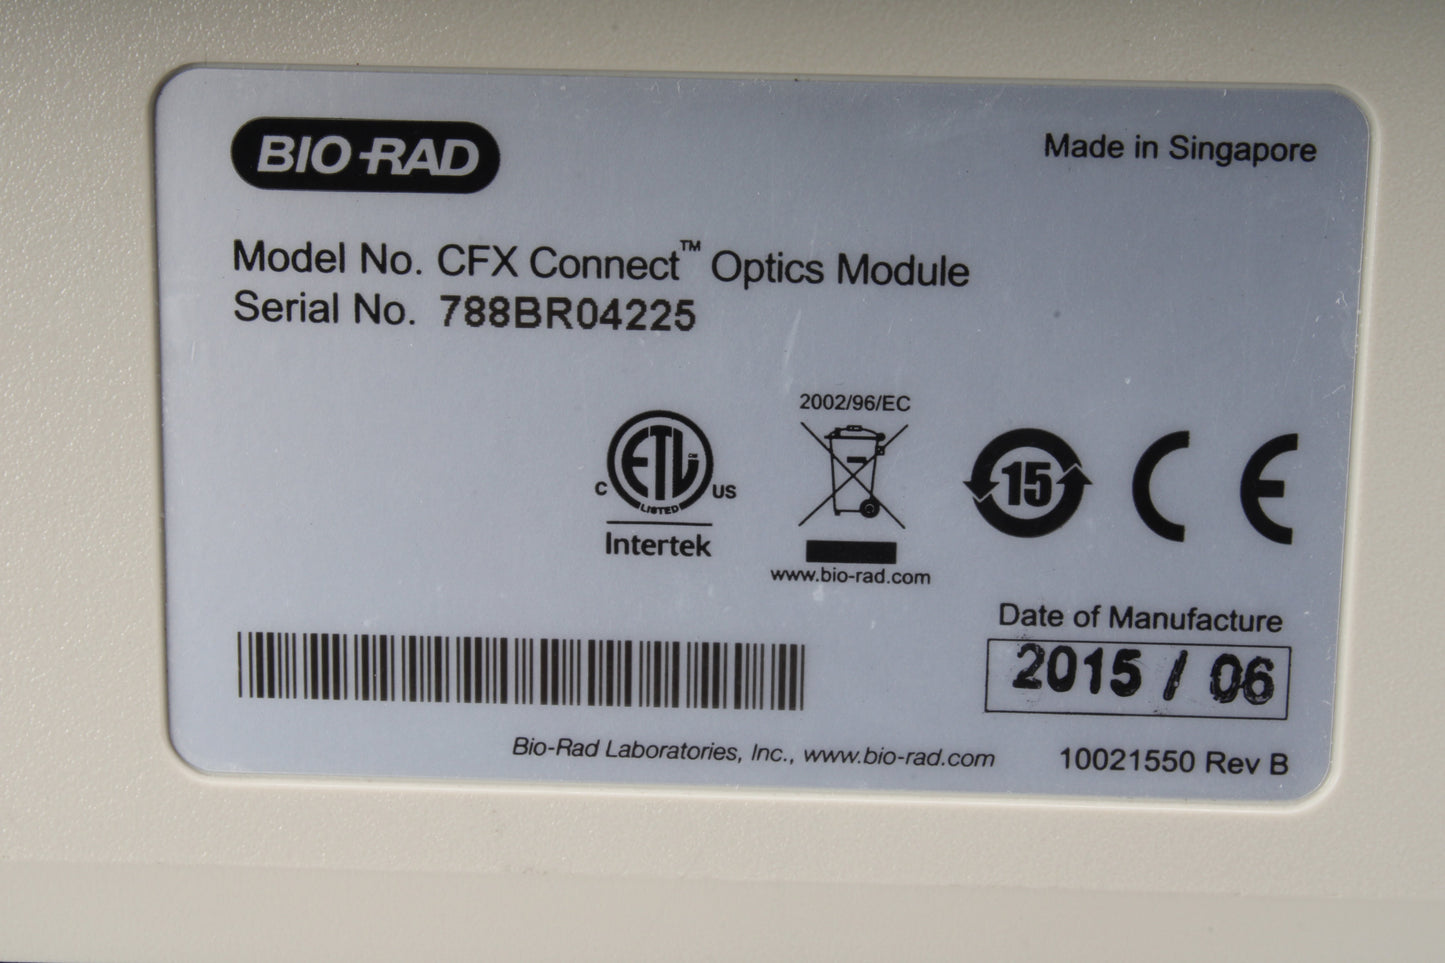 BIO-RAD
Made in Singapore
Model No. CFX Connect™ Optics Module
Serial No. 788BR04225
2002/96/EC
ETL
CM
C
US
LISTED
Intertek
15
CE
www.bio-rad.com
Date of Manufacture
2015 / 06
Bio-Rad Laboratories, Inc., www.bio-rad.com
10021550 Rev B